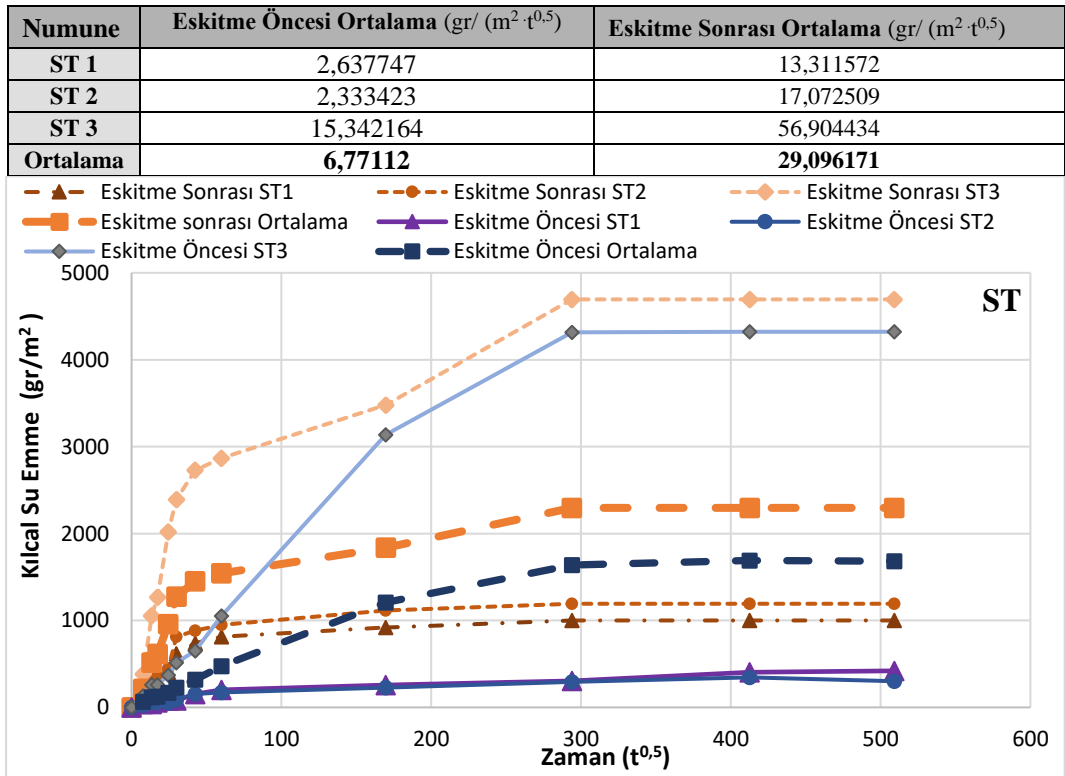 Numune Eskitme Öncesi Ortalama (gr/ (m² ·t⁰,⁵) Eskitme Sonrası Ortalama (gr/ (m² ·t⁰,⁵)
ST 1 2,637747 13,311572
ST 2 2,333423 17,072509
ST 3 15,342164 56,904434
Ortalama 6,77112 29,096171
Eskitme Sonrası ST1 Eskitme Sonrası ST2 Eskitme Sonrası ST3
Eskitme sonrası Ortalama Eskitme Öncesi ST1 Eskitme Öncesi ST2
Eskitme Öncesi ST3 Eskitme Öncesi Ortalama
ST
Kılcal Su Emme (gr/m² )
5000
4000
3000
2000
1000
0
0 100 200 300 400 500 600
Zaman (t⁰,⁵)